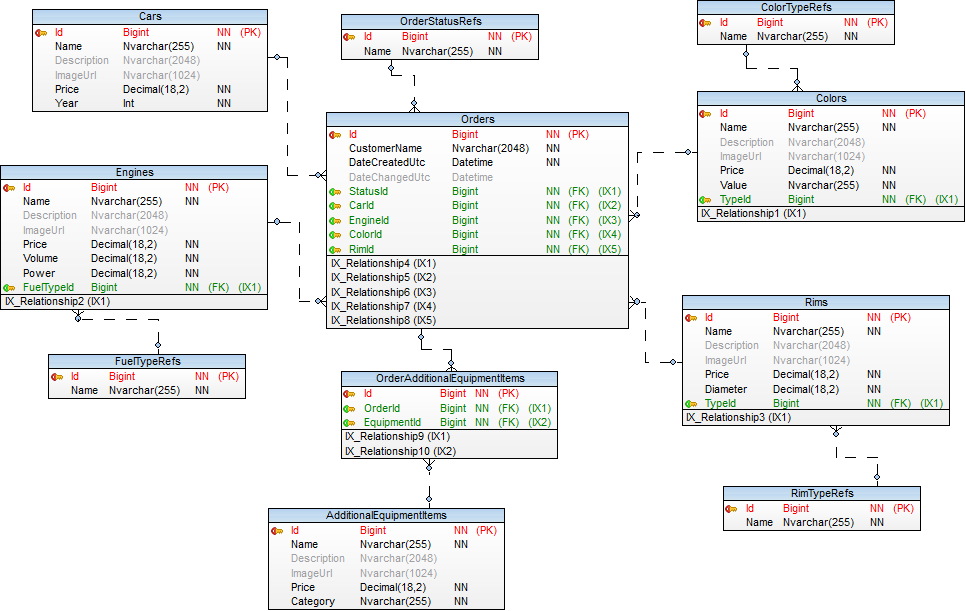 Cars
Id Bigint NN (PK)
Name Nvarchar(255) NN
Description Nvarchar(2048)
ImageUrl Nvarchar(1024)
Price Decimal(18,2) NN
Year Int NN
OrderStatusRefs
Id Bigint NN (PK)
Name Nvarchar(255) NN
ColorTypeRefs
Id Bigint NN (PK)
Name Nvarchar(255) NN
Orders
Id Bigint NN (PK)
CustomerName Nvarchar(2048) NN
DateCreatedUtc Datetime NN
DateChangedUtc Datetime
StatusId Bigint NN (FK) (IX1)
CarId Bigint NN (FK) (IX2)
EngineId Bigint NN (FK) (IX3)
ColorId Bigint NN (FK) (IX4)
RimId Bigint NN (FK) (IX5)
IX_Relationship4 (IX1)
IX_Relationship5 (IX2)
IX_Relationship6 (IX3)
IX_Relationship7 (IX4)
IX_Relationship8 (IX5)
Colors
Id Bigint NN (PK)
Name Nvarchar(255) NN
Description Nvarchar(2048)
ImageUrl Nvarchar(1024)
Price Decimal(18,2) NN
Value Nvarchar(255) NN
TypeId Bigint NN (FK) (IX1)
IX_Relationship1 (IX1)
Engines
Id Bigint NN (PK)
Name Nvarchar(255) NN
Description Nvarchar(2048)
ImageUrl Nvarchar(1024)
Price Decimal(18,2) NN
Volume Decimal(18,2) NN
Power Decimal(18,2) NN
FuelTypeId Bigint NN (FK) (IX1)
IX_Relationship2 (IX1)
FuelTypeRefs
Id Bigint NN (PK)
Name Nvarchar(255) NN
Rims
Id Bigint NN (PK)
Name Nvarchar(255) NN
Description Nvarchar(2048)
ImageUrl Nvarchar(1024)
Price Decimal(18,2) NN
Diameter Decimal(18,2) NN
TypeId Bigint NN (FK) (IX1)
IX_Relationship3 (IX1)
OrderAdditionalEquipmentItems
Id Bigint NN (PK)
OrderId Bigint NN (FK) (IX1)
EquipmentId Bigint NN (FK) (IX2)
IX_Relationship9 (IX1)
IX_Relationship10 (IX2)
RimTypeRefs
Id Bigint NN (PK)
Name Nvarchar(255) NN
AdditionalEquipmentItems
Id Bigint NN (PK)
Name Nvarchar(255) NN
Description Nvarchar(2048)
ImageUrl Nvarchar(1024)
Price Decimal(18,2) NN
Category Nvarchar(255) NN